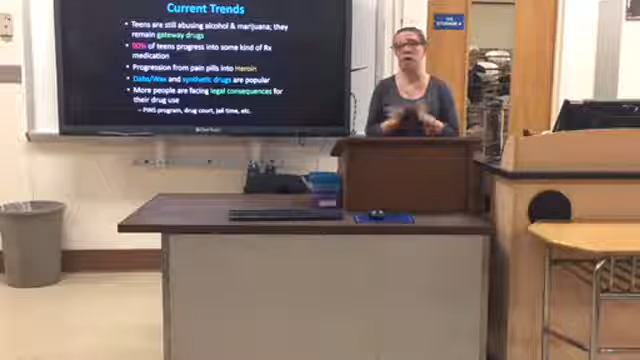 Current Trends
• Teens are still abusing alcohol & marijuana; they
remain gateway drugs
• 90% of teens progress into some kind of Rx
medication
• Progression from pain pills into Heroin
• Dabs/Wax and synthetic drugs are popular
• More people are facing legal consequences for
their drug use
– PINS program, drug court, jail time, etc.
STORAGE